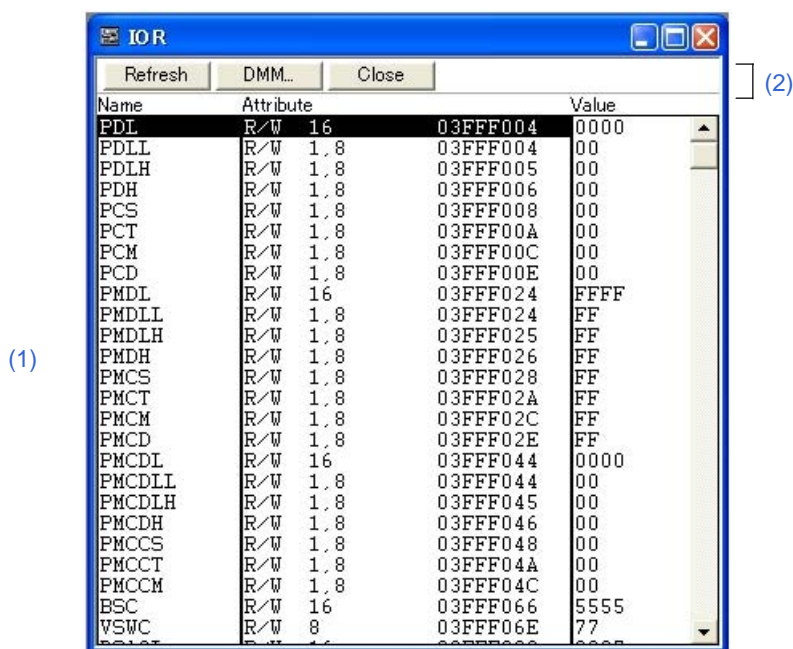 IOR
Refresh DMM... Close
(2)
Name Attribute Value
PDL R/W 16 03FFF004 0000
PDLL R/W 1,8 03FFF004 00
PDLH R/W 1,8 03FFF005 00
PDH R/W 1,8 03FFF006 00
PCS R/W 1,8 03FFF008 00
PCT R/W 1,8 03FFF00A 00
PCM R/W 1,8 03FFF00C 00
PCD R/W 1,8 03FFF00E 00
PMDL R/W 16 03FFF024 FFFF
PMDLL R/W 1,8 03FFF024 FF
PMDLH R/W 1,8 03FFF025 FF
PMDH R/W 1,8 03FFF026 FF
(1)
PMCS R/W 1,8 03FFF028 FF
PMCT R/W 1,8 03FFF02A FF
PMCM R/W 1,8 03FFF02C FF
PMCD R/W 1,8 03FFF02E FF
PMCDL R/W 16 03FFF044 0000
PMCDLL R/W 1,8 03FFF044 00
PMCDLH R/W 1,8 03FFF045 00
PMCDH R/W 1,8 03FFF046 00
PMCCS R/W 1,8 03FFF048 00
PMCCT R/W 1,8 03FFF04A 00
PMCCM R/W 1,8 03FFF04C 00
BSC R/W 16 03FFF066 5555
VSWC R/W 8 03FFF06E 77